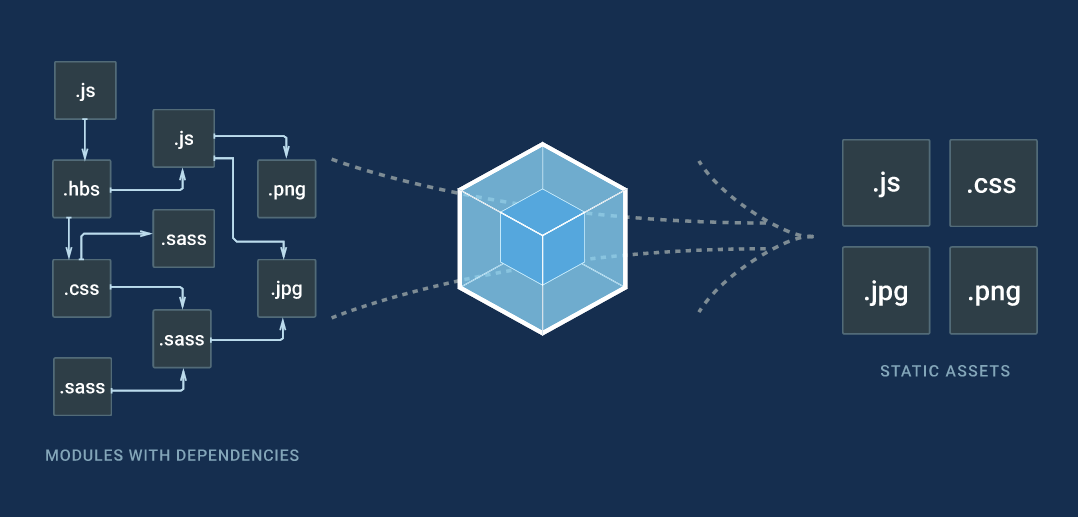 .js
.js
.hbs
.png
.sass
.css
.jpg
.sass
.sass
MODULES WITH DEPENDENCIES
.js
.css
.jpg
.png
STATIC ASSETS